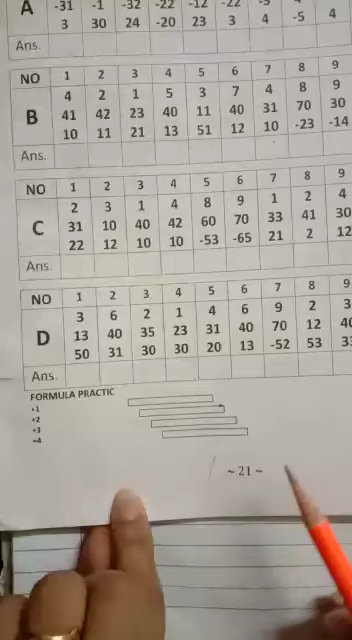 A -31 -1 -32 -22 -12 -22 -5 4
3 30 24 -20 23 3 4 -5 4
Ans.
NO 1 2 3 4 5 6 7 8 9
4 2 1 5 3 7 4 8 9
B 41 42 23 40 11 40 31 70 30
10 11 21 13 51 12 10 -23 -14
Ans.
NO 1 2 3 4 5 6 7 8 9
2 3 1 4 8 9 1 2 4
C 31 10 40 42 60 70 33 41 30
22 12 10 10 -53 -65 21 2 12
Ans.
NO 1 2 3 4 5 6 7 8 9
3 6 2 1 4 6 9 2 3
D 13 40 35 23 31 40 70 12
50 31 30 30 20 13 -52 53
Ans.
FORMULA PRACTIC
+1
+2
+3
+4
~ 21 ~